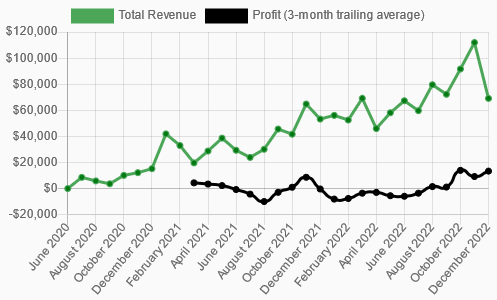 Total Revenue Profit (3-month trailing average)
$120,000
$100,000
$80,000
$60,000
$40,000
$20,000
$0
-$20,000
June 2020
August 2020
October 2020
December 2020
February 2021
April 2021
June 2021
August 2021
October 2021
December 2021
February 2022
April 2022
June 2022
August 2022
October 2022
December 2022